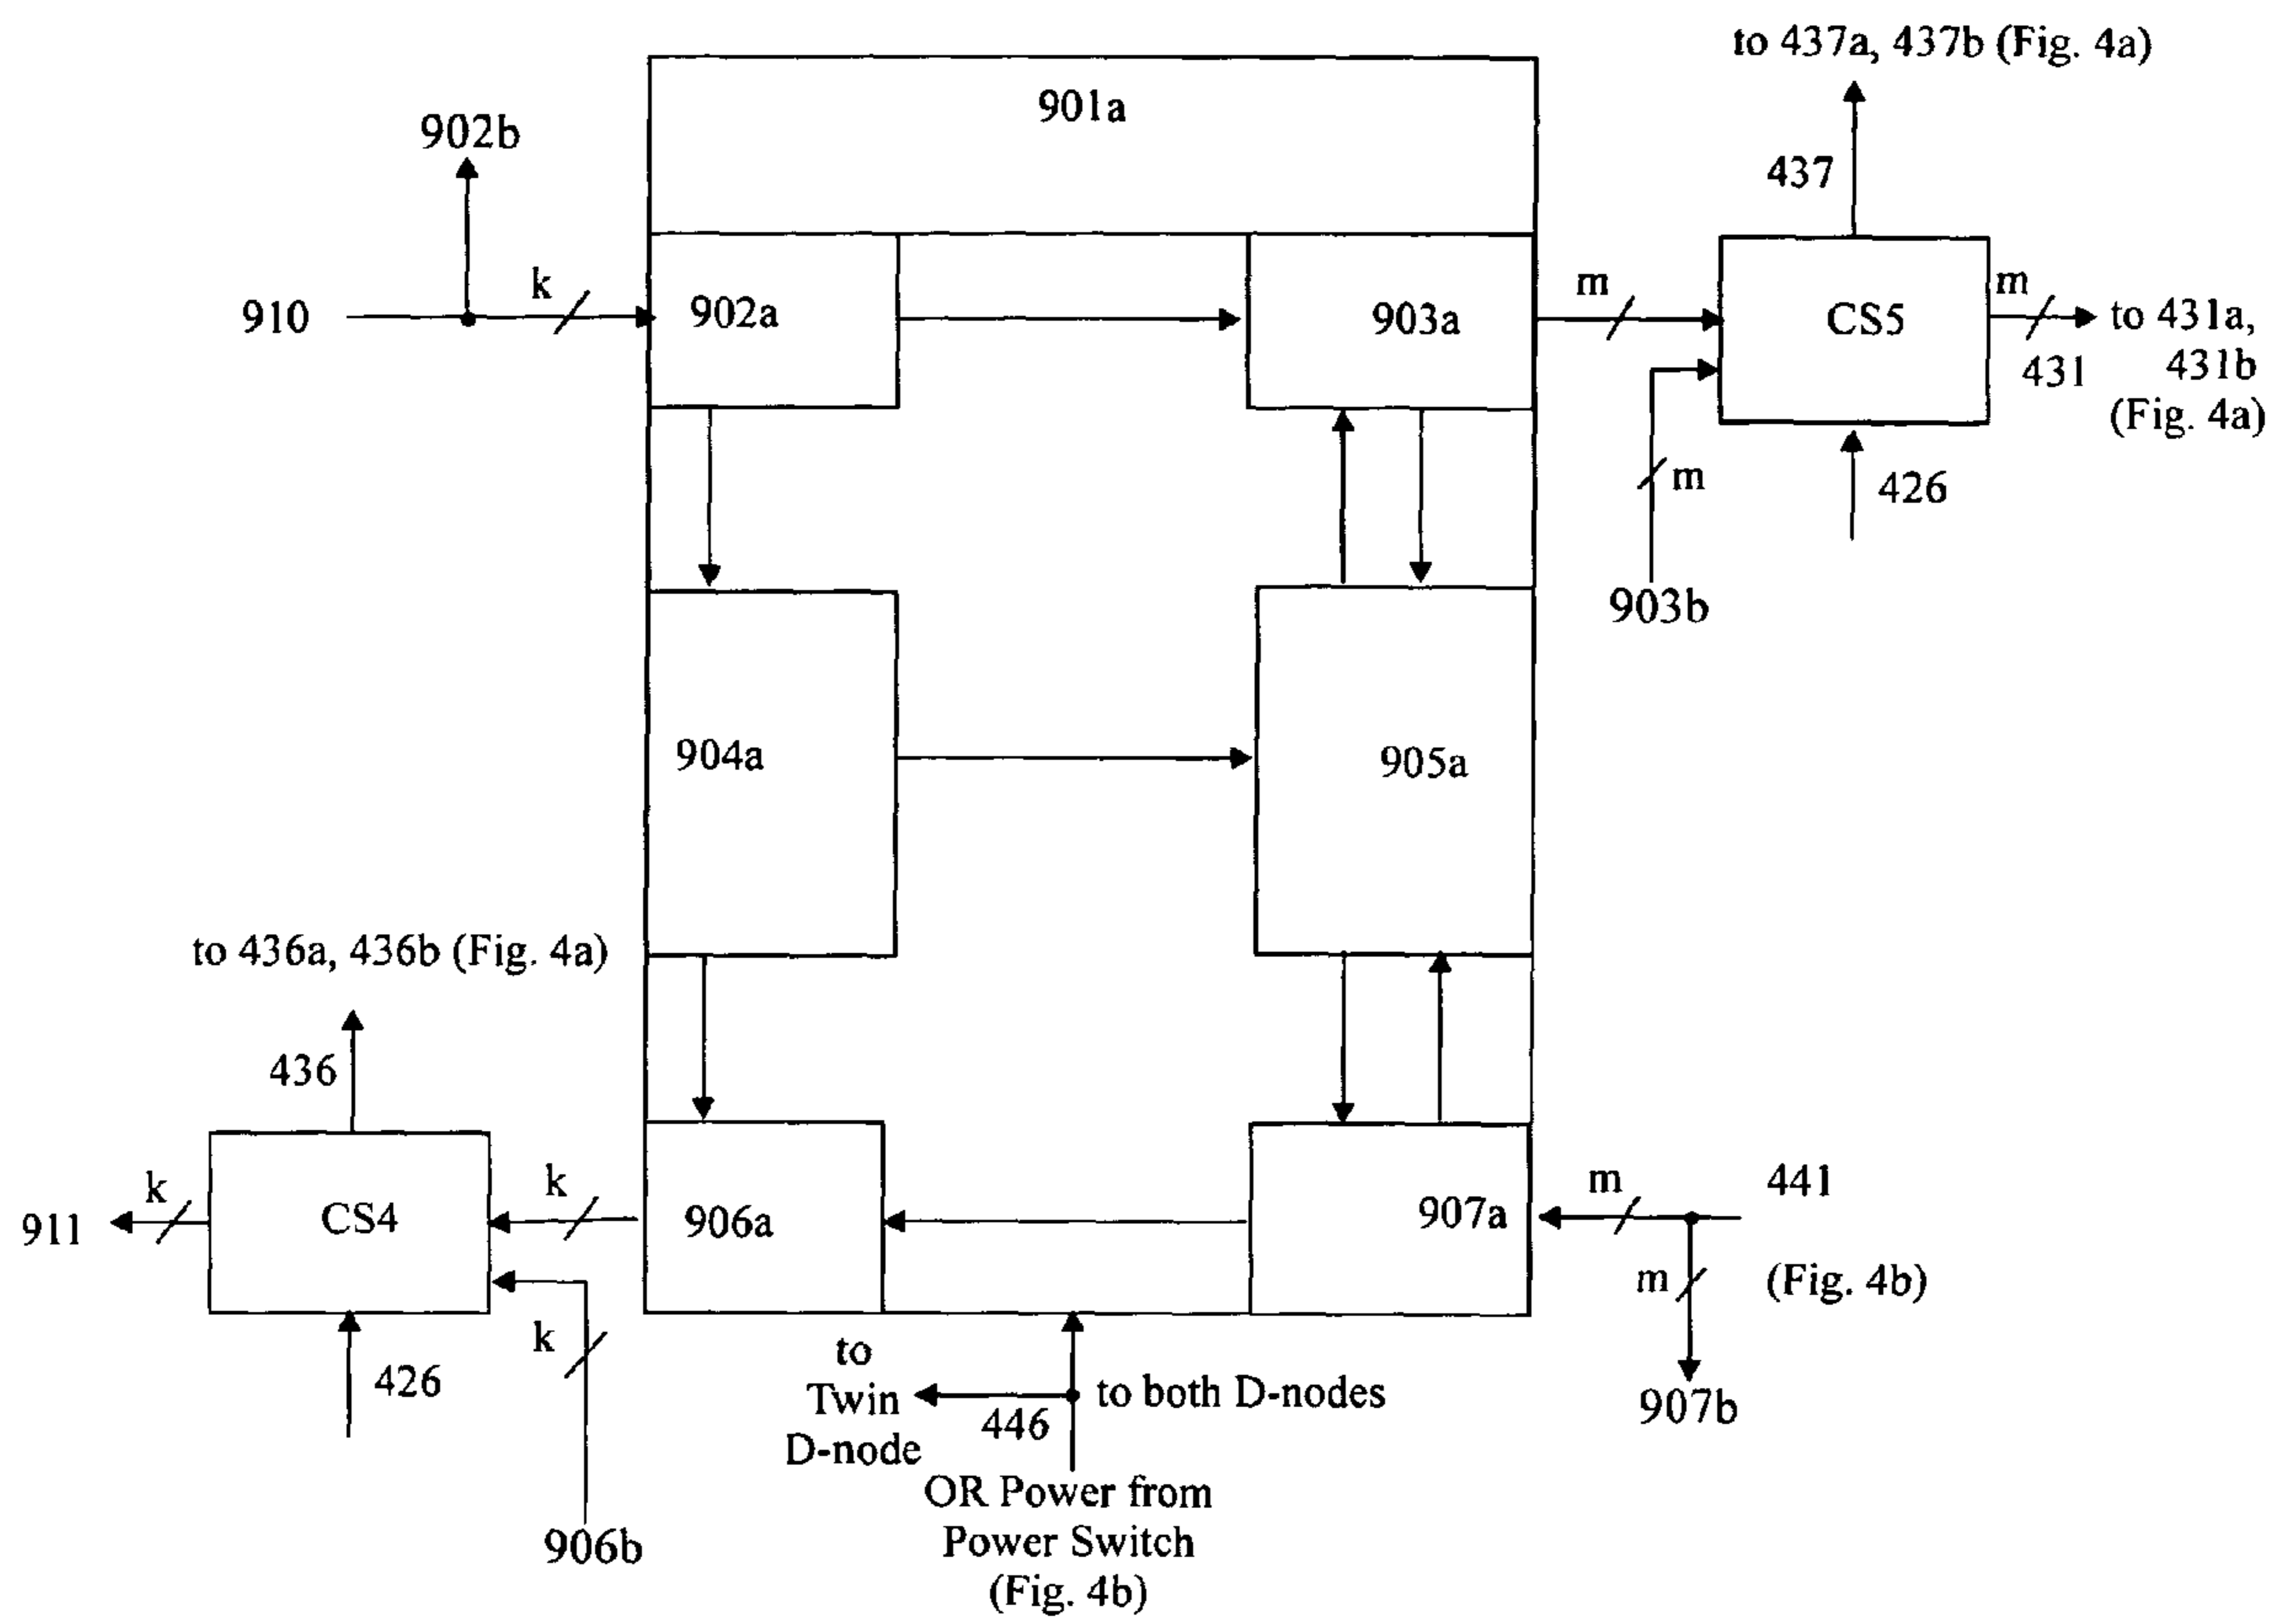 to 437a, 437b (Fig. 4a)
901a
902b
437
k
m
m
910
902a
903a
CS5
to 431a,
431
431b
(Fig. 4a)
m
426
903b
904a
905a
to 436a, 436b (Fig. 4a)
436
k
k
m
441
911
CS4
906a
907a
m
(Fig. 4b)
k
426
to
Twin
D-node
446
to both D-nodes
907b
OR Power from
Power Switch
(Fig. 4b)
906b